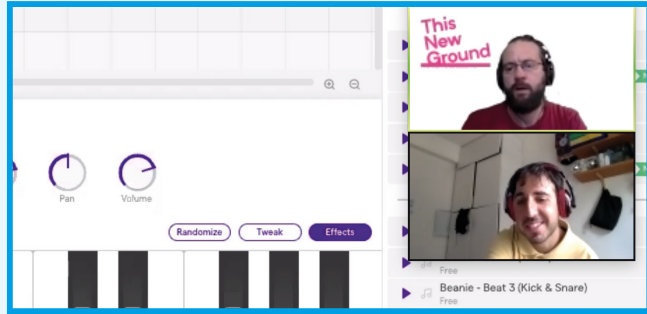 This
New
Ground
Pan
Volume
Randomize
Tweak
Effects
Free
Beanie - Beat 3 (Kick & Snare)
Free